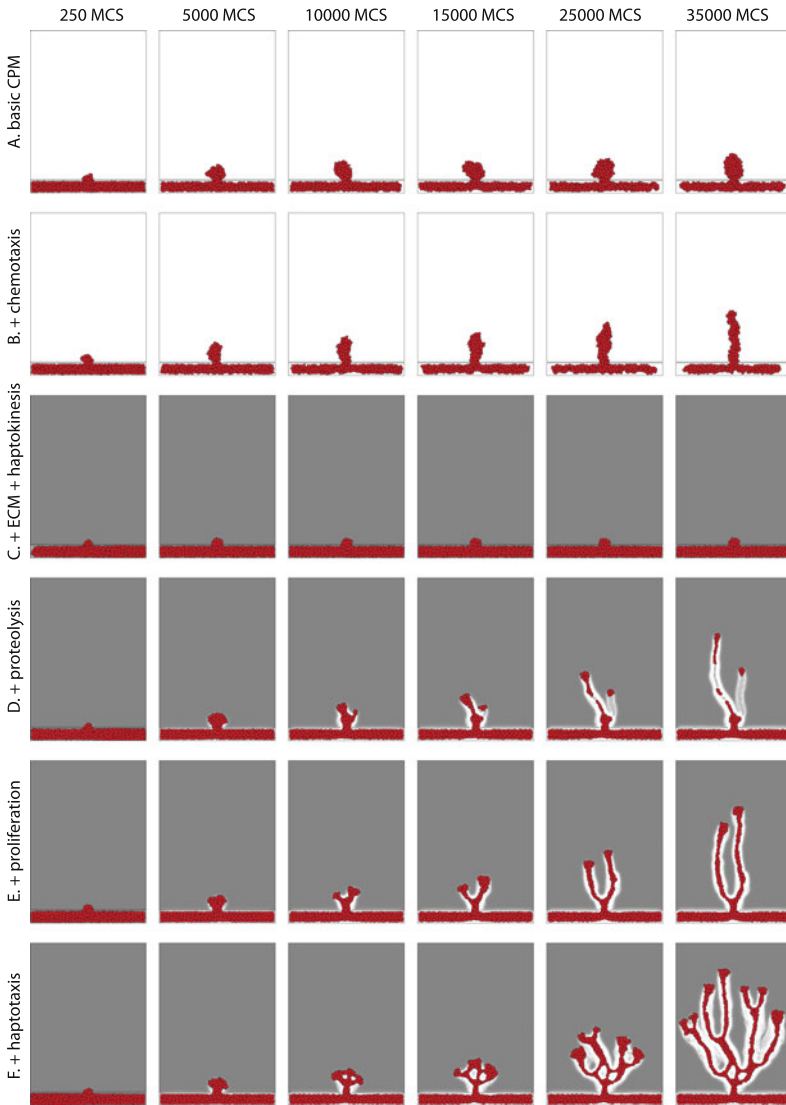 250 MCS 5000 MCS 10000 MCS 15000 MCS 25000 MCS 35000 MCS
A. basic CPM
B. + chemotaxis
C. + ECM + haptokinesis
D. + proteolysis
E. + proliferation
F. + haptotaxis